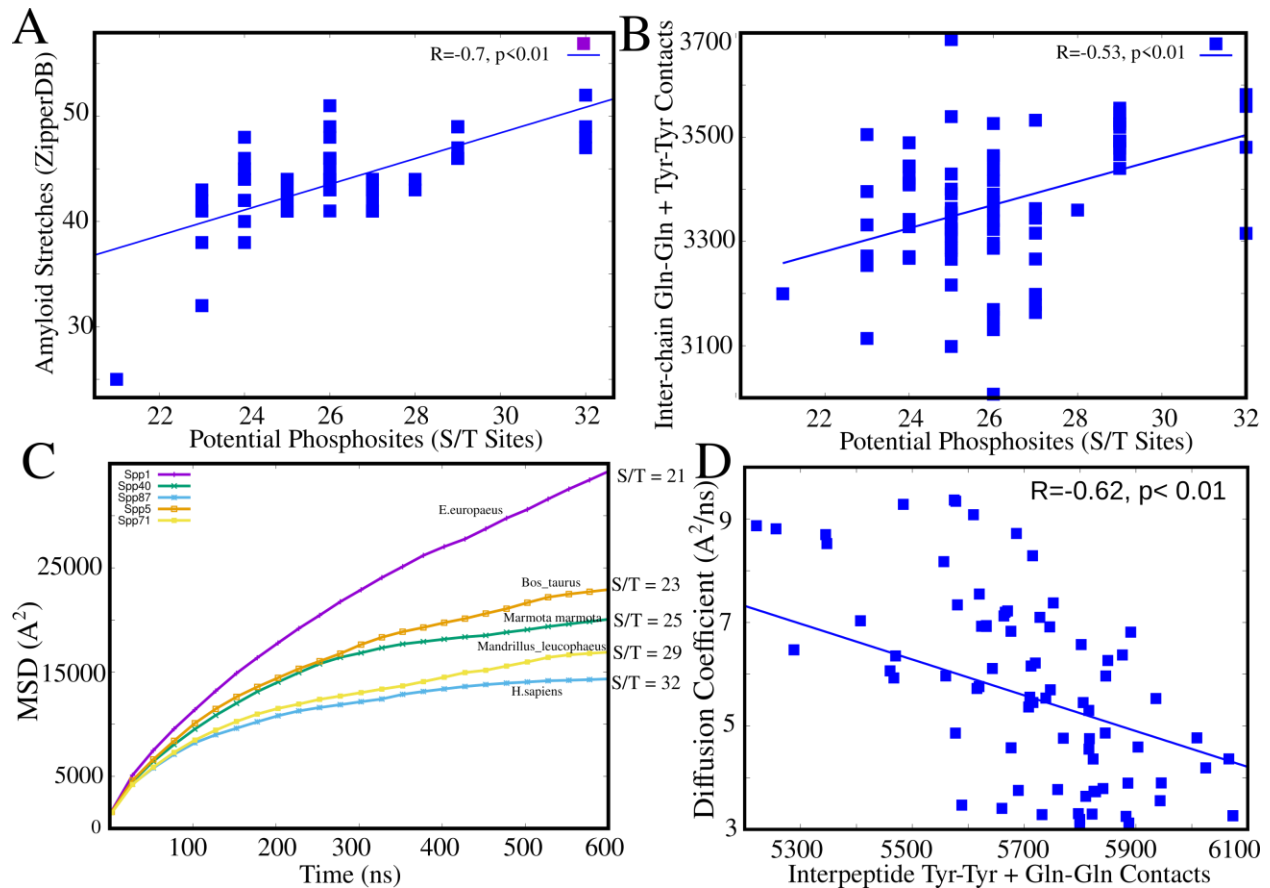 A
R=-0.7, p<0.01
Amyloid Stretches (ZipperDB)
50
40
30
22 24 26 28 30 32
Potential Phosphosites (S/T Sites)
B
R=-0.53, p<0.01
Inter-chain Gln-Gln + Tyr-Tyr Contacts
3700
3500
3300
3100
22 24 26 28 30 32
Potential Phosphosites (S/T Sites)
C
Spp1
Spp40
Spp87
Spp5
Spp71
MSD (A²)
25000
15000
5000
0
E.europaeus
S/T = 21
Bos_taurus
S/T = 23
Marmota marmota
S/T = 25
Mandrillus_leucophaeus
S/T = 29
H.sapiens
S/T = 32
100 200 300 400 500 600
Time (ns)
D
R=-0.62, p< 0.01
Diffusion Coefficient (A²/ns)
9
7
5
3
5300 5500 5700 5900 6100
Interpeptide Tyr-Tyr + Gln-Gln Contacts